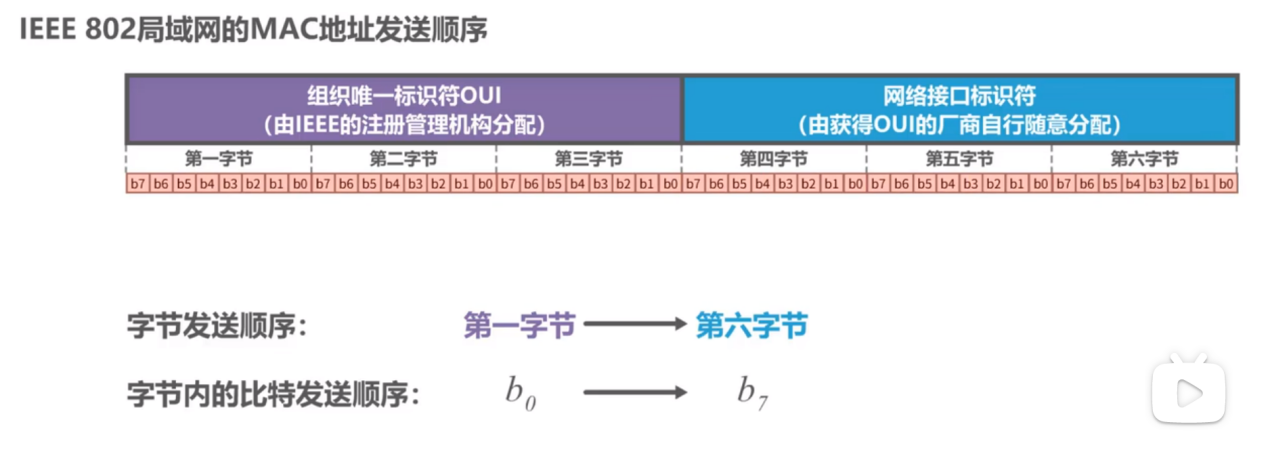 IEEE 802局域网的MAC地址发送顺序
组织唯一标识符OUI
（由IEEE的注册管理机构分配）
网络接口标识符
（由获得OUI的厂商自行随意分配）
第一字节 第二字节 第三字节 第四字节 第五字节 第六字节
b7 b6 b5 b4 b3 b2 b1 b0 b7 b6 b5 b4 b3 b2 b1 b0 b7 b6 b5 b4 b3 b2 b1 b0 b7 b6 b5 b4 b3 b2 b1 b0 b7 b6 b5 b4 b3 b2 b1 b0 b7 b6 b5 b4 b3 b2 b1 b0
字节发送顺序： 第一字节 第六字节
字节内的比特发送顺序： b0 b7